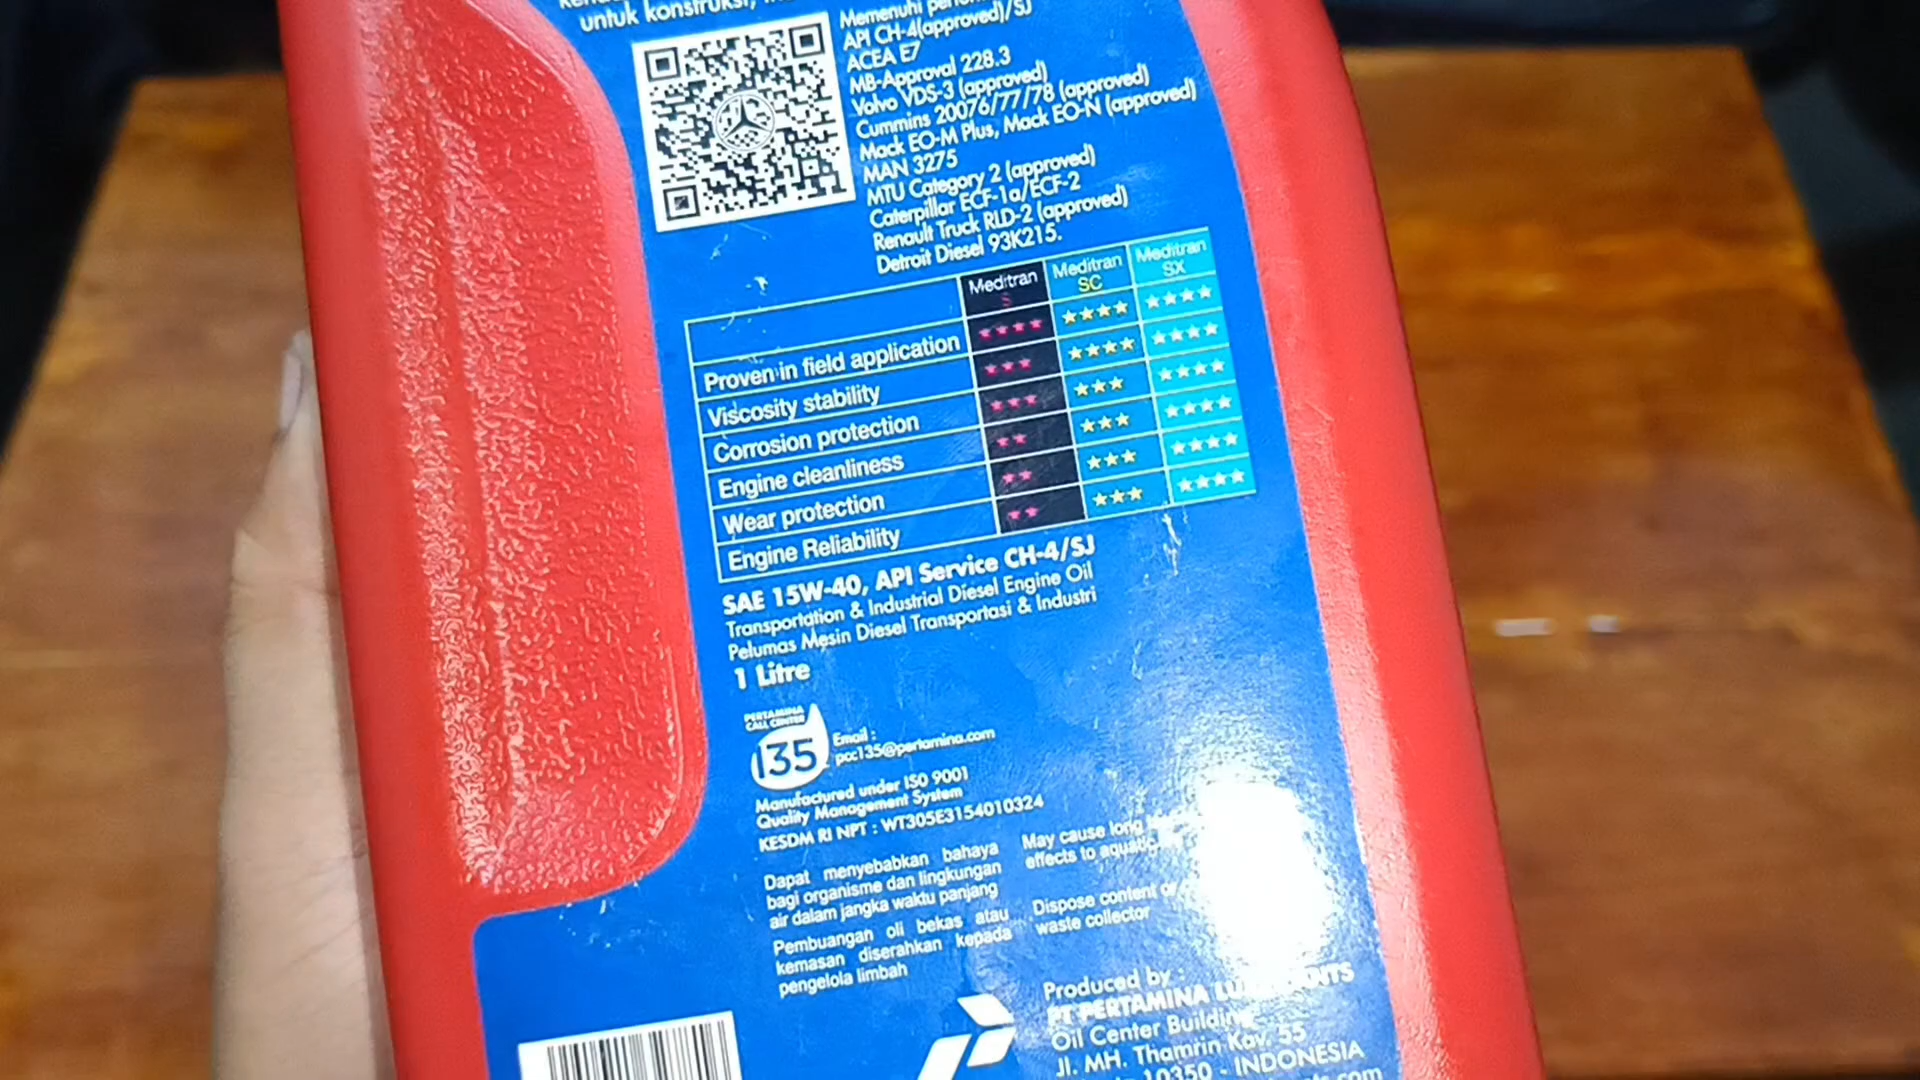 untuk konstruksi,
Memenuhi
API CH-4(approved)/SJ
ACEA E7
MB-Approval 228.3
Volvo VDS-3 (approved)
Cummins 20076/77/78 (approved)
Mack EO-M Plus, Mack EO-N (approved)
MAN 3275
MTU Category 2 (approved)
Caterpillar ECF-1a/ECF-2
Renault Truck RLD-2 (approved)
Detroit Diesel 93K215.
Meditran S
Meditran SC
Meditran SX
Proven in field application
Viscosity stability
Corrosion protection
Engine cleanliness
Wear protection
Engine Reliability
SAE 15W-40, API Service CH-4/SJ
Transportation & Industrial Diesel Engine Oil
Pelumas Mesin Diesel Transportasi & Industri
1 Litre
PERTAMINA
CALL CENTER
135
Email :
pcc135@pertamina.com
Manufactured under ISO 9001
Quality Management System
KESDM RI NPT : WT305E3154010324
Dapat menyebabkan bahaya
bagi organisme dan lingkungan
air dalam jangka waktu panjang
Pembuangan oli bekas atau
kemasan diserahkan kepada
pengelola limbah
May cause long
effects to aquatic
Dispose content or
waste collector
Produced by :
PT PERTAMINA LUBRICANTS
Oil Center Building
Jl. MH. Thamrin Kav. 55
10350 - INDONESIA